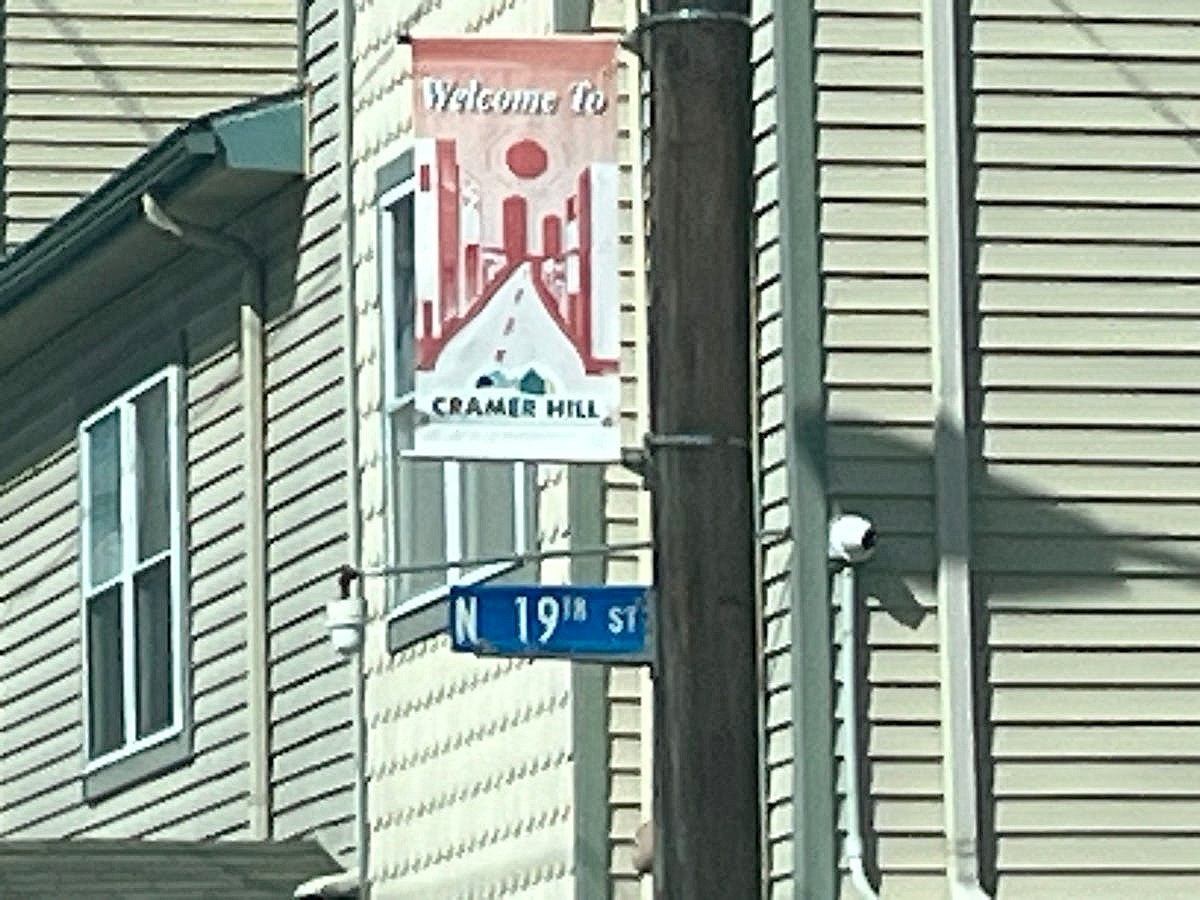 Welcome To
CRAMER HILL
N 19TH ST